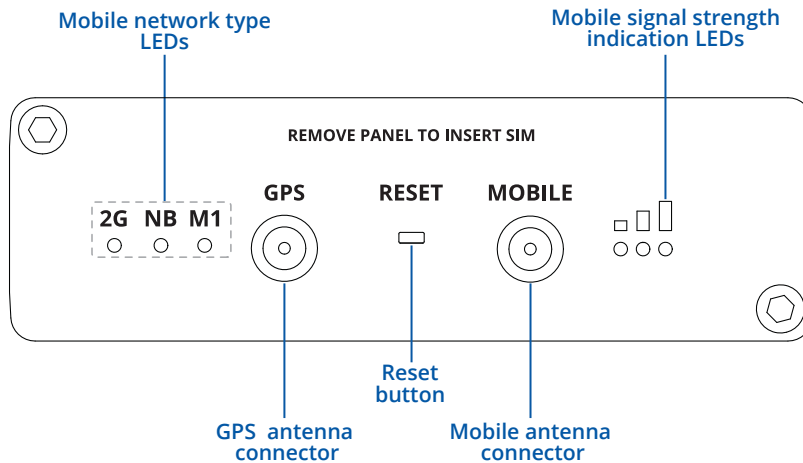 Mobile network type
LEDs
Mobile signal strength
indication LEDs
REMOVE PANEL TO INSERT SIM
GPS
RESET
MOBILE
2G NB M1
Reset
button
GPS antenna
connector
Mobile antenna
connector